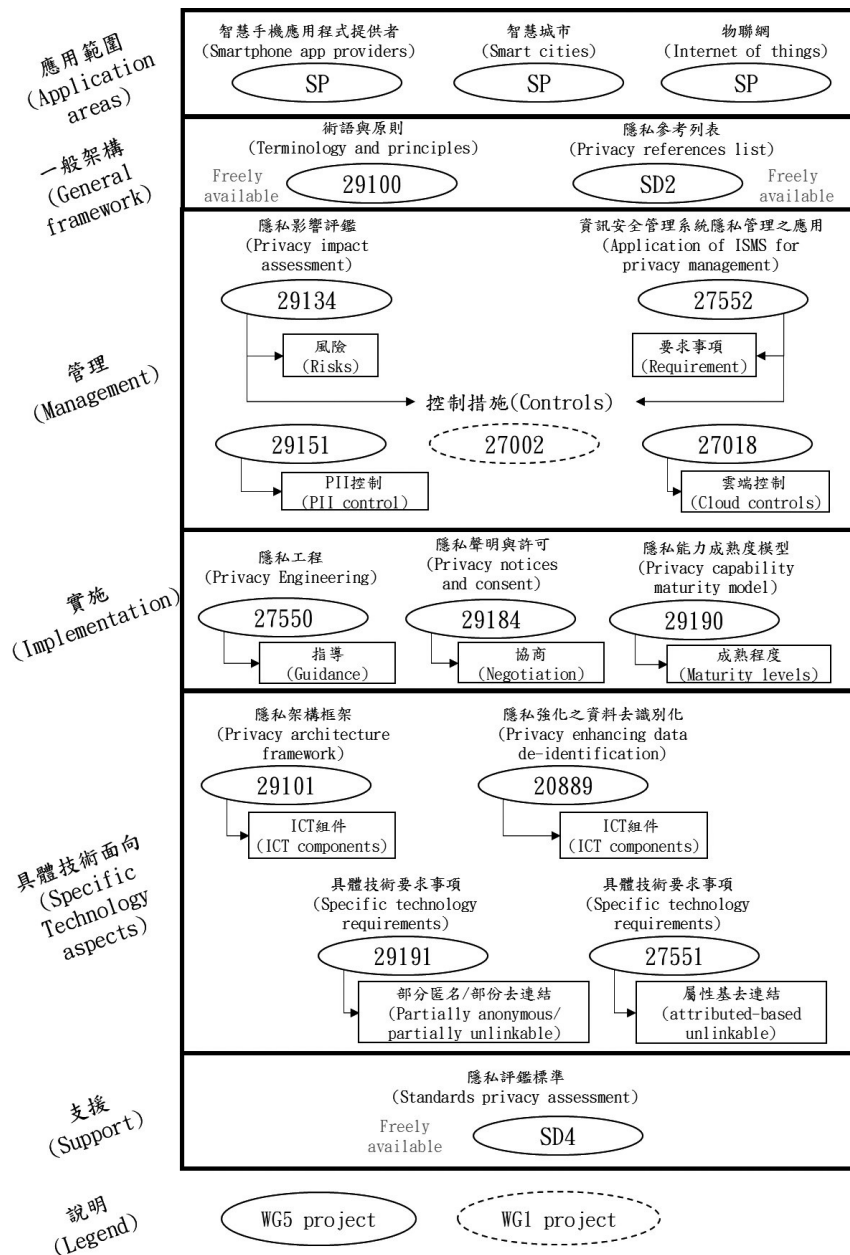 應用範圍
(Application
areas)
智慧手機應用程式提供者
(Smartphone app providers)
SP
智慧城市
(Smart cities)
SP
物聯網
(Internet of things)
SP
一般架構
(General
framework)
術語與原則
(Terminology and principles)
Freely
available
29100
隱私參考列表
(Privacy references list)
SD2
Freely
available
管理
(Management)
隱私影響評鑑
(Privacy impact
assessment)
29134
風險
(Risks)
資訊安全管理系統隱私管理之應用
(Application of ISMS for
privacy management)
27552
要求事項
(Requirement)
控制措施(Controls)
29151
PII控制
(PII control)
27002
27018
雲端控制
(Cloud controls)
實施
(Implementation)
隱私工程
(Privacy Engineering)
27550
指導
(Guidance)
隱私聲明與許可
(Privacy notices
and consent)
29184
協商
(Negotiation)
隱私能力成熟度模型
(Privacy capability
maturity model)
29190
成熟程度
(Maturity levels)
具體技術面向
(Specific
Technology
aspects)
隱私架構框架
(Privacy architecture
framework)
29101
ICT組件
(ICT components)
隱私強化之資料去識別化
(Privacy enhancing data
de-identification)
20889
ICT組件
(ICT components)
具體技術要求事項
(Specific technology
requirements)
29191
部分匿名/部份去連結
(Partially anonymous/
partially unlinkable)
具體技術要求事項
(Specific technology
requirements)
27551
屬性基去連結
(attributed-based
unlinkable)
支援
(Support)
隱私評鑑標準
(Standards privacy assessment)
Freely
available
SD4
說明
(Legend)
WG5 project
WG1 project